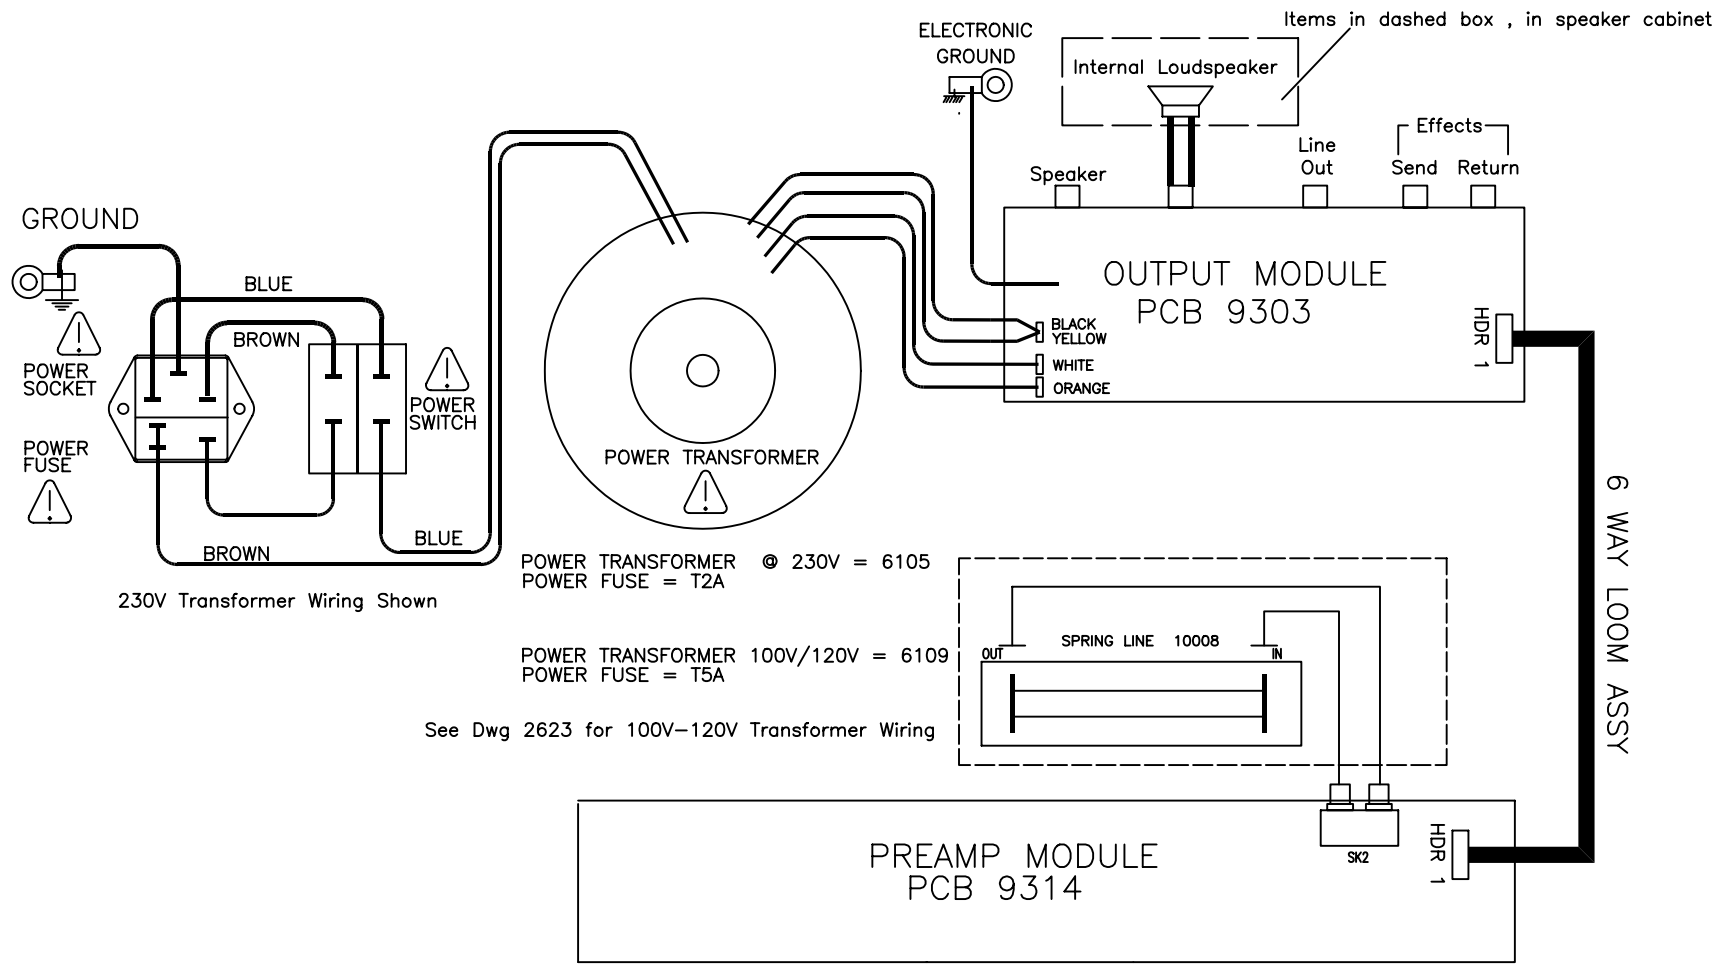 Items in dashed box , in speaker cabinet
ELECTRONIC
GROUND
Internal Loudspeaker
Effects
Line
Out
Speaker
Send
Return
GROUND
BLUE
BROWN
POWER
SOCKET
POWER
FUSE
POWER
SWITCH
BLUE
BROWN
230V Transformer Wiring Shown
POWER TRANSFORMER
OUTPUT MODULE
PCB 9303
BLACK
YELLOW
WHITE
ORANGE
HDR 1
6 WAY LOOM ASSY
POWER TRANSFORMER @ 230V = 6105
POWER FUSE = T2A
POWER TRANSFORMER 100V/120V = 6109
POWER FUSE = T5A
See Dwg 2623 for 100V-120V Transformer Wiring
SPRING LINE 10008
OUT
IN
SK2
HDR 1
PREAMP MODULE
PCB 9314